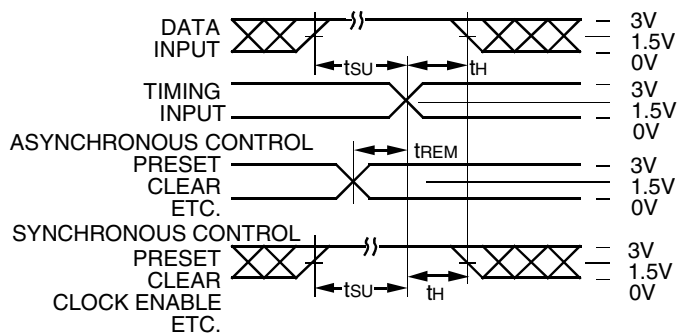 DATA
INPUT
tSU
tH
3V
1.5V
0V
TIMING
INPUT
3V
1.5V
0V
ASYNCHRONOUS CONTROL
PRESET
CLEAR
ETC.
tREM
3V
1.5V
0V
SYNCHRONOUS CONTROL
PRESET
CLEAR
CLOCK ENABLE
ETC.
tSU
tH
3V
1.5V
0V